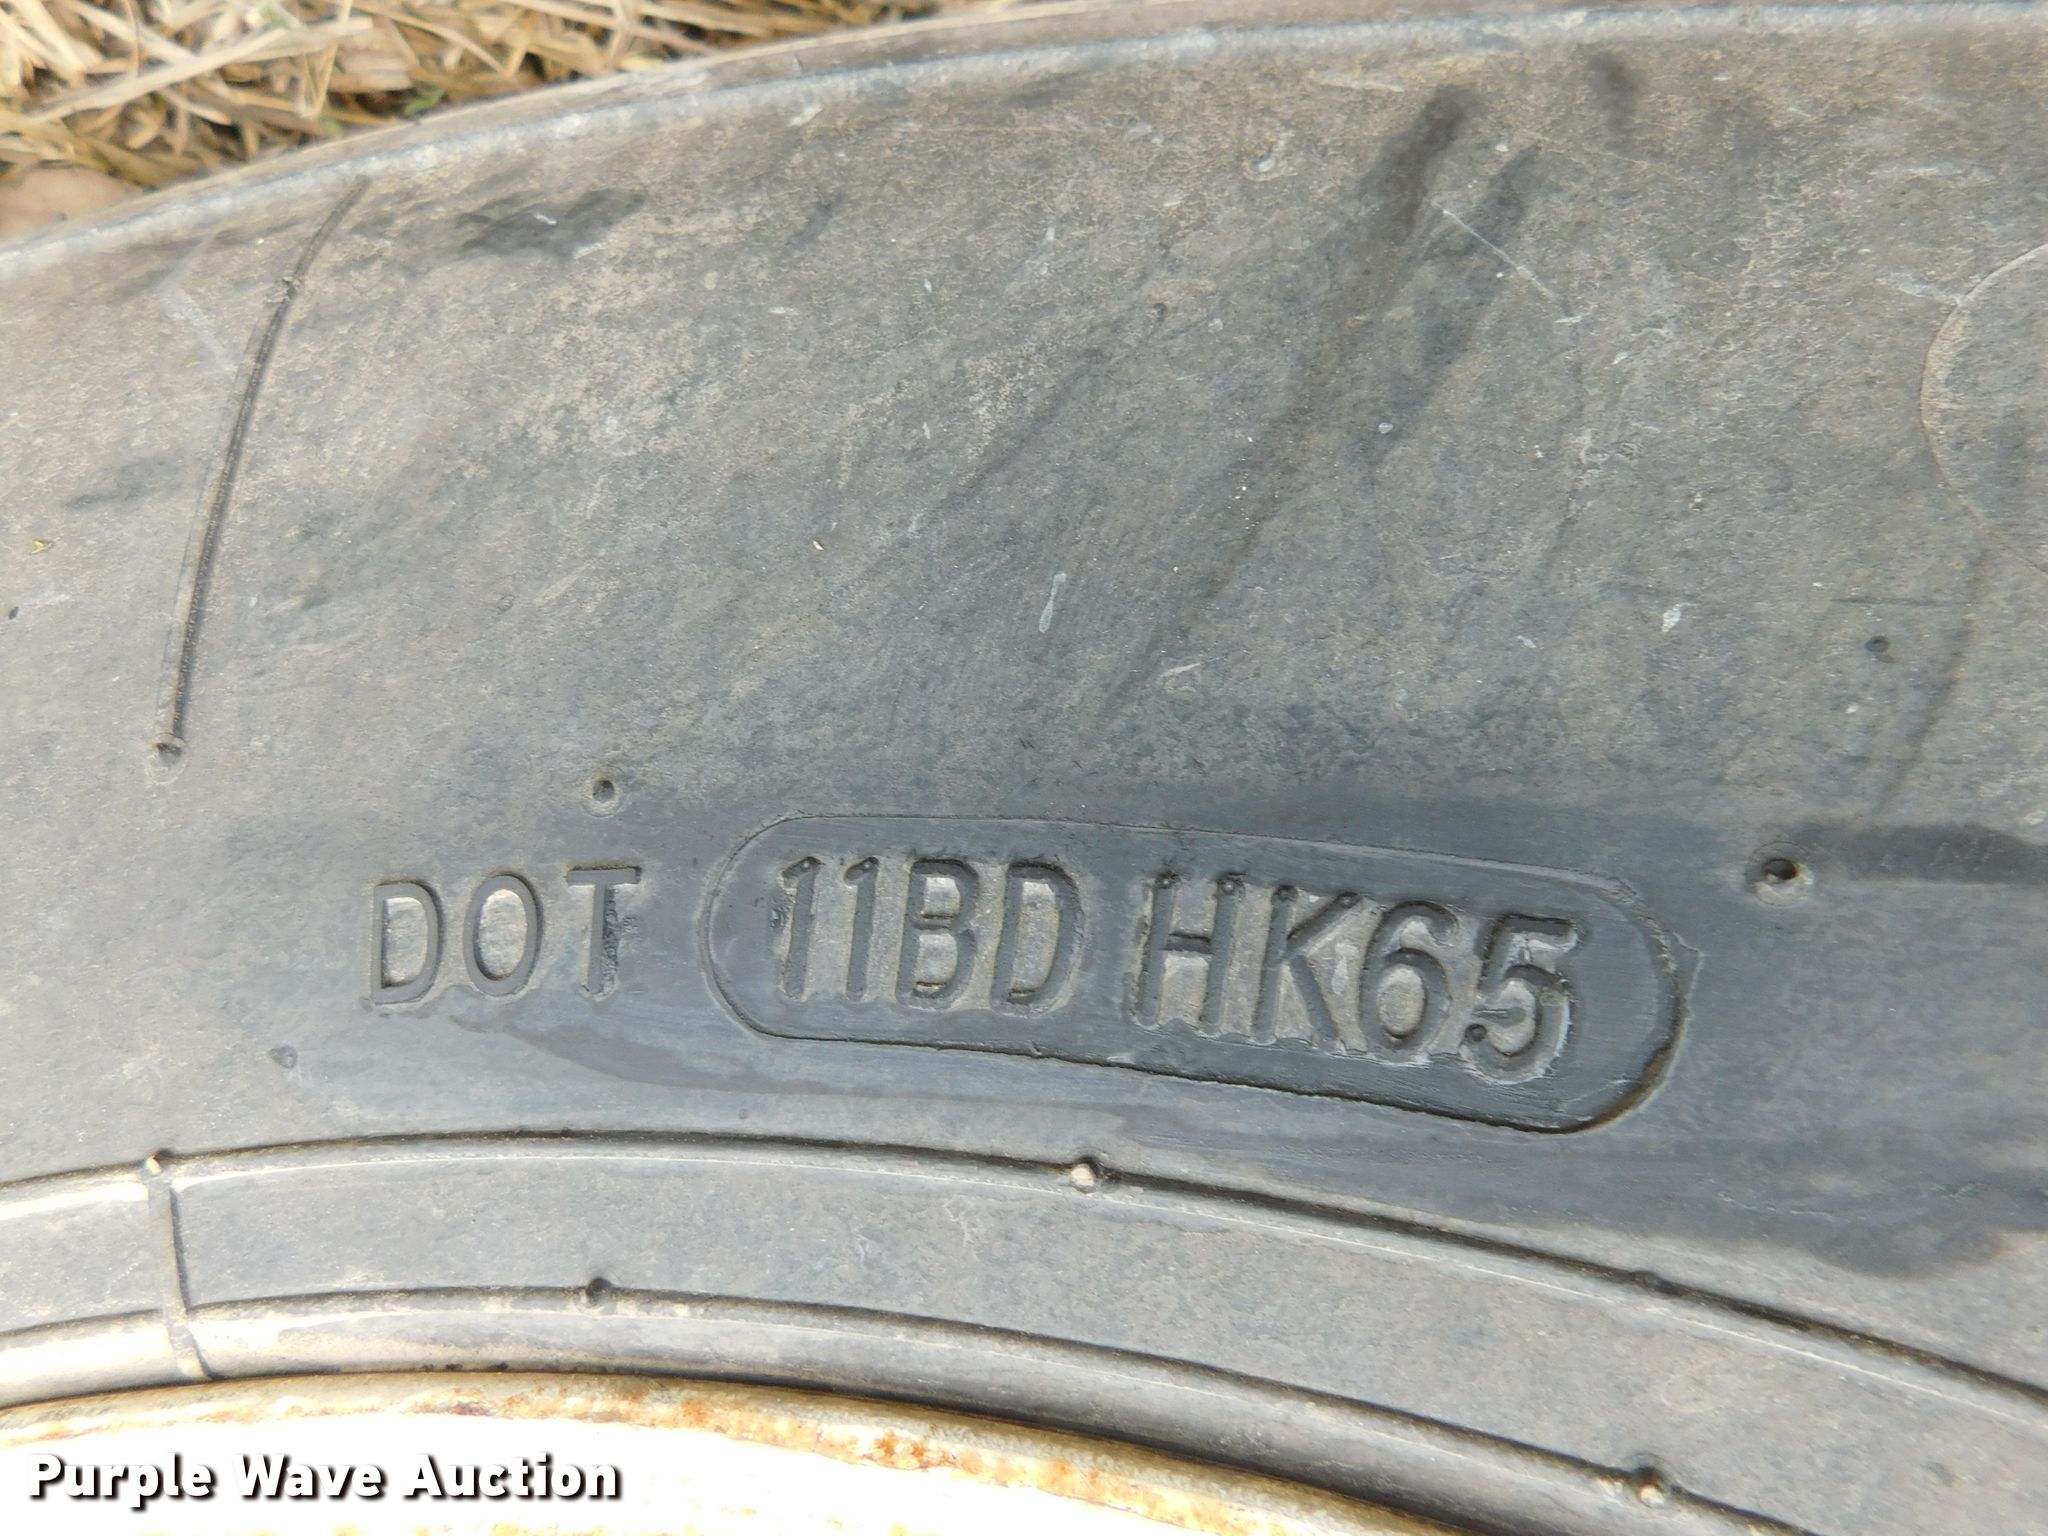 DOT 11BD HK65
Purple Wave Auction